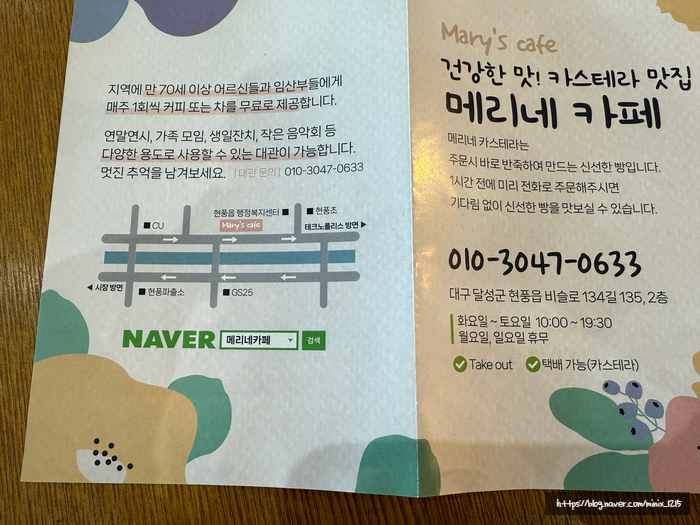 지역에 만 70세 이상 어르신들과 임산부들에게
매주 1회씩 커피 또는 차를 무료로 제공합니다.
연말연시, 가족 모임, 생일잔치, 작은 음악회 등
다양한 용도로 사용할 수 있는 대관이 가능합니다.
멋진 추억을 남겨보세요. | 대관 문의 | 010-3047-0633
■ CU
현풍읍 행정복지센터 ■
Mary's cafe
■ 현풍초
테크노폴리스 방면 ▶
◀ 시장 방면
■ 현풍파출소
■ GS25
NAVER 메리네카페 검색
Mary's cafe
건강한 맛! 카스테라 맛집
메리네 카페
메리네 카스테라는
주문시 바로 반죽하여 만드는 신선한 빵입니다.
1시간 전에 미리 전화로 주문해주시면
기다림 없이 신선한 빵을 맛보실 수 있습니다.
010-3047-0633
대구 달성군 현풍읍 비슬로 134길 135, 2층
화요일 ~ 토요일 10:00 ~ 19:30
월요일, 일요일 휴무
Take out 택배 가능(카스테라)
https://blog.naver.com/minix_1215